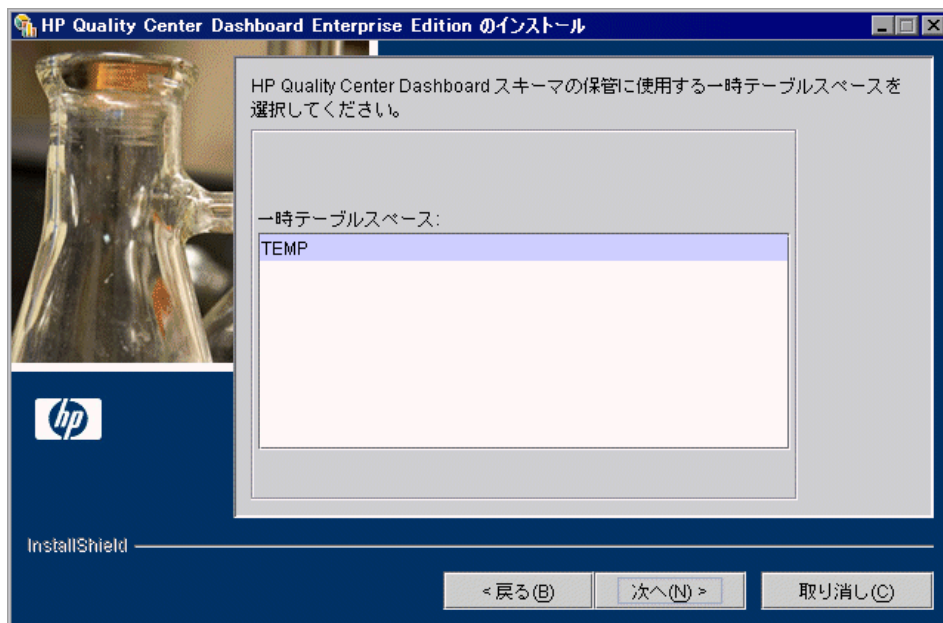 HP Quality Center Dashboard Enterprise Edition のインストール
HP Quality Center Dashboard スキーマの保管に使用する一時テーブルスペースを
選択してください。
一時テーブルスペース:
TEMP
hp
InstallShield
<戻る(B)
次へ(N)>
取り消し(C)